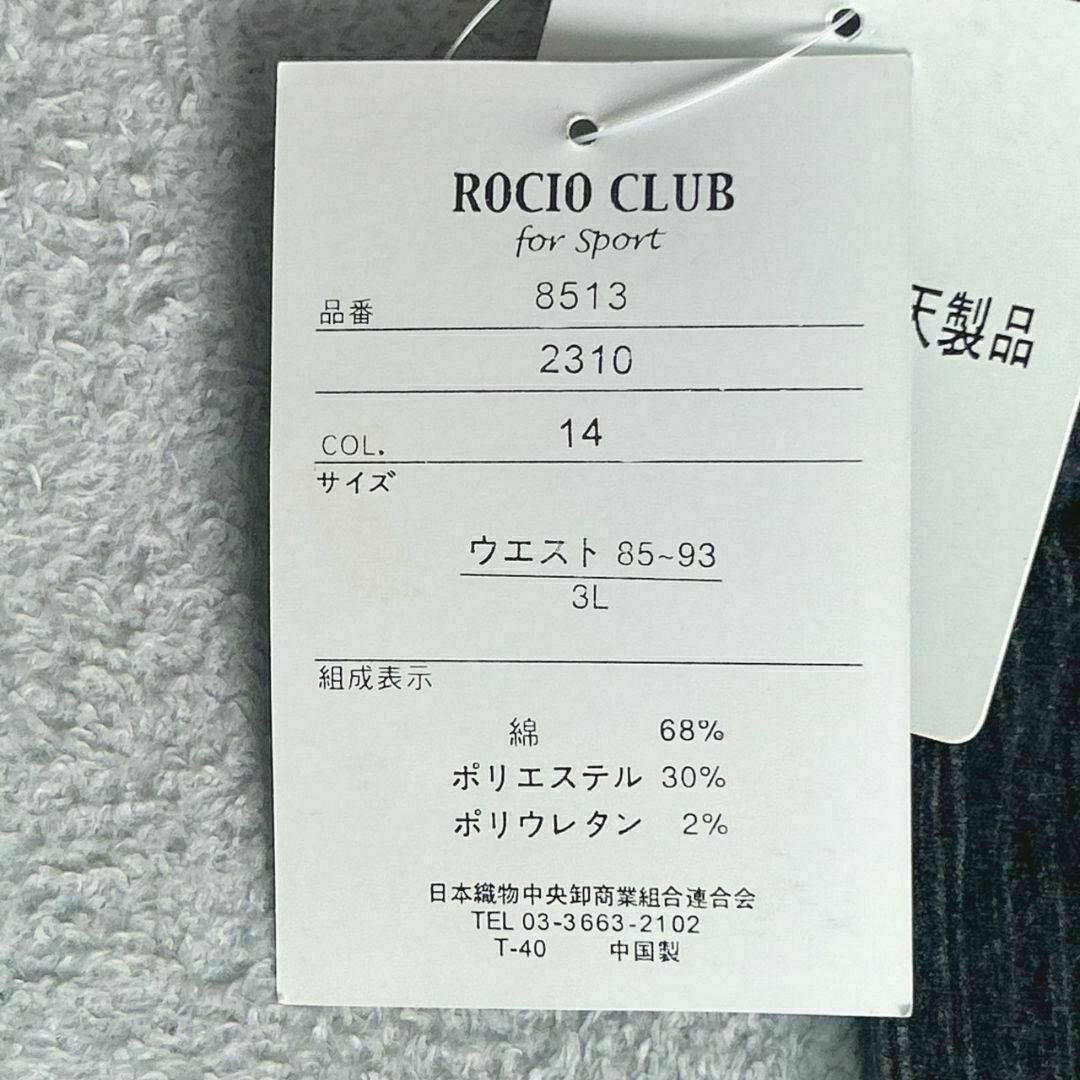 ROCIO CLUB
for Sport
品番 8513
2310
COL. 14
サイズ
ウエスト 85~93
3L
組成表示
綿 68%
ポリエステル 30%
ポリウレタン 2%
日本織物中央卸商業組合連合会
TEL 03-3663-2102
T-40 中国製
製品